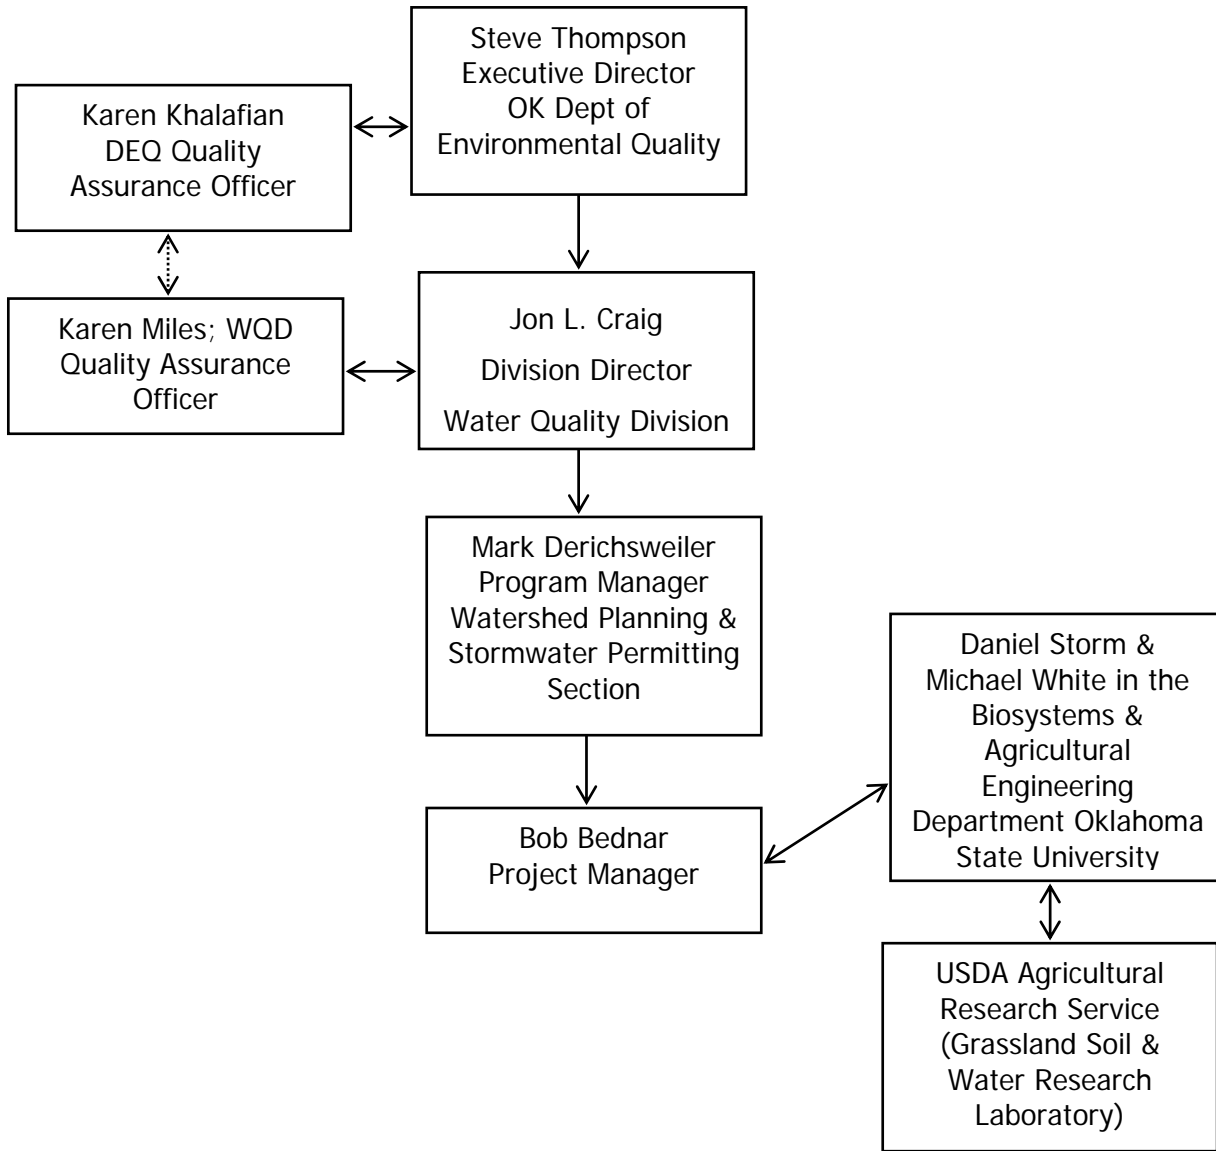 Steve Thompson
Executive Director
OK Dept of
Environmental Quality
Karen Khalafian
DEQ Quality
Assurance Officer
Karen Miles; WQD
Quality Assurance
Officer
Jon L. Craig
Division Director
Water Quality Division
Mark Derichsweiler
Program Manager
Watershed Planning &
Stormwater Permitting
Section
Bob Bednar
Project Manager
Daniel Storm &
Michael White in the
Biosystems &
Agricultural
Engineering
Department Oklahoma
State University
USDA Agricultural
Research Service
(Grassland Soil &
Water Research
Laboratory)